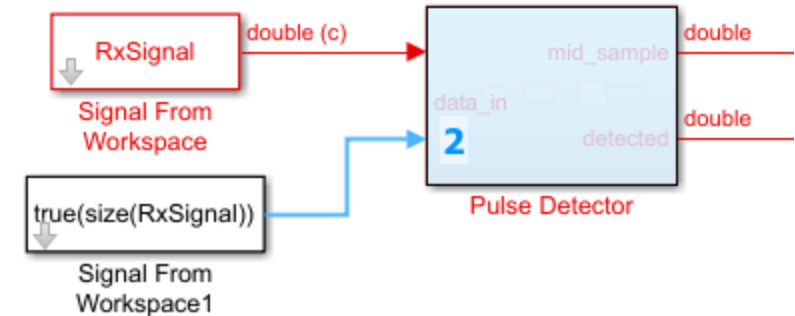 RxSignal
double (c)
Signal From
Workspace
true(size(RxSignal))
Signal From
Workspace1
mid_sample
data_in
2
detected
Pulse Detector
double
double